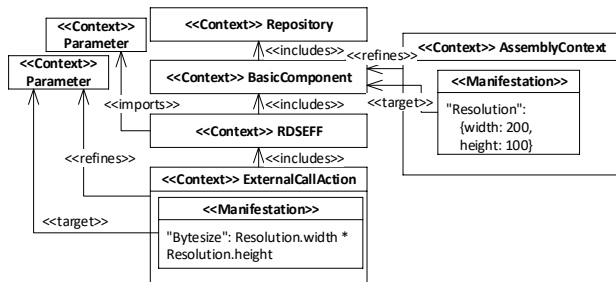 <<Context>> Repository
<<Context>>
Parameter
<<Context>>
Parameter
<<includes>>
<<refines>>
<<Context>> AssemblyContext
<<Context>> BasicComponent
<<Manifestation>>
<<target>>
"Resolution":
{width: 200,
height: 100}
<<imports>>
<<includes>>
<<Context>> RDSEFF
<<refines>>
<<includes>>
<<Context>> ExternalCallAction
<<Manifestation>>
<<target>>
"Bytesize": Resolution.width *
Resolution.height